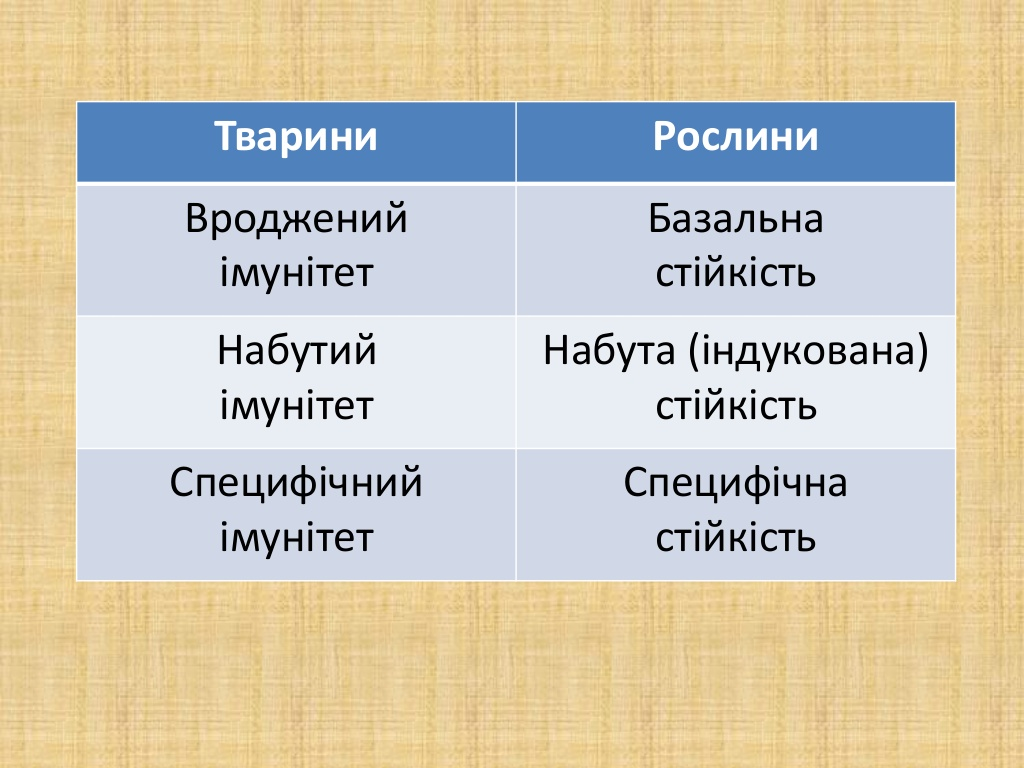 Тварини
Рослини
Вроджений
імунітет
Базальна
стійкість
Набутий
імунітет
Набута (індукована)
стійкість
Специфічний
імунітет
Специфічна
стійкість